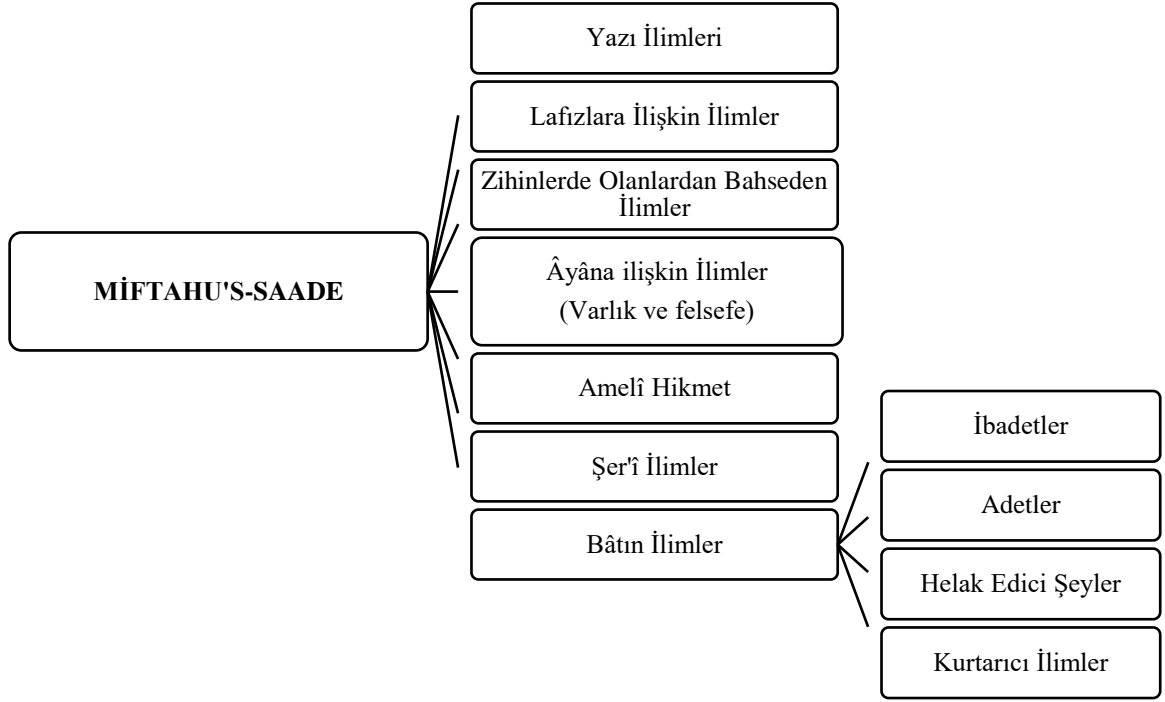 MİFTAHU'S-SAADE
Yazı İlimleri
Lafızlara İlişkin İlimler
Zihinlerde Olanlardan Bahseden
İlimler
Âyâna ilişkin İlimler
(Varlık ve felsefe)
Amelî Hikmet
Şer'î İlimler
Bâtın İlimler
İbadetler
Adetler
Helak Edici Şeyler
Kurtarıcı İlimler